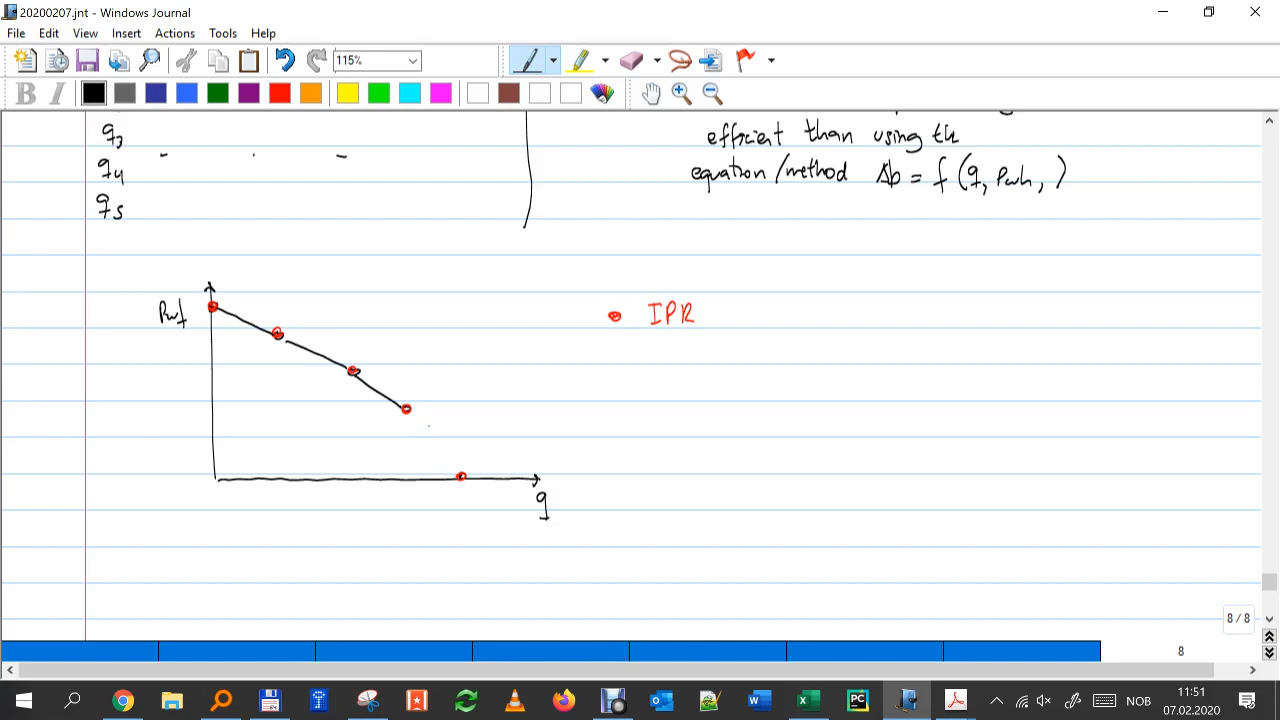 20200207.jnt - Windows Journal
File Edit View Insert Actions Tools Help
115%
B I
q3
q4
q5
efficient than using the
equation/method Δp = f (q, Pwh, )
Pwf
IPR
q
8 / 8
8
NOB
11:51
07.02.2020